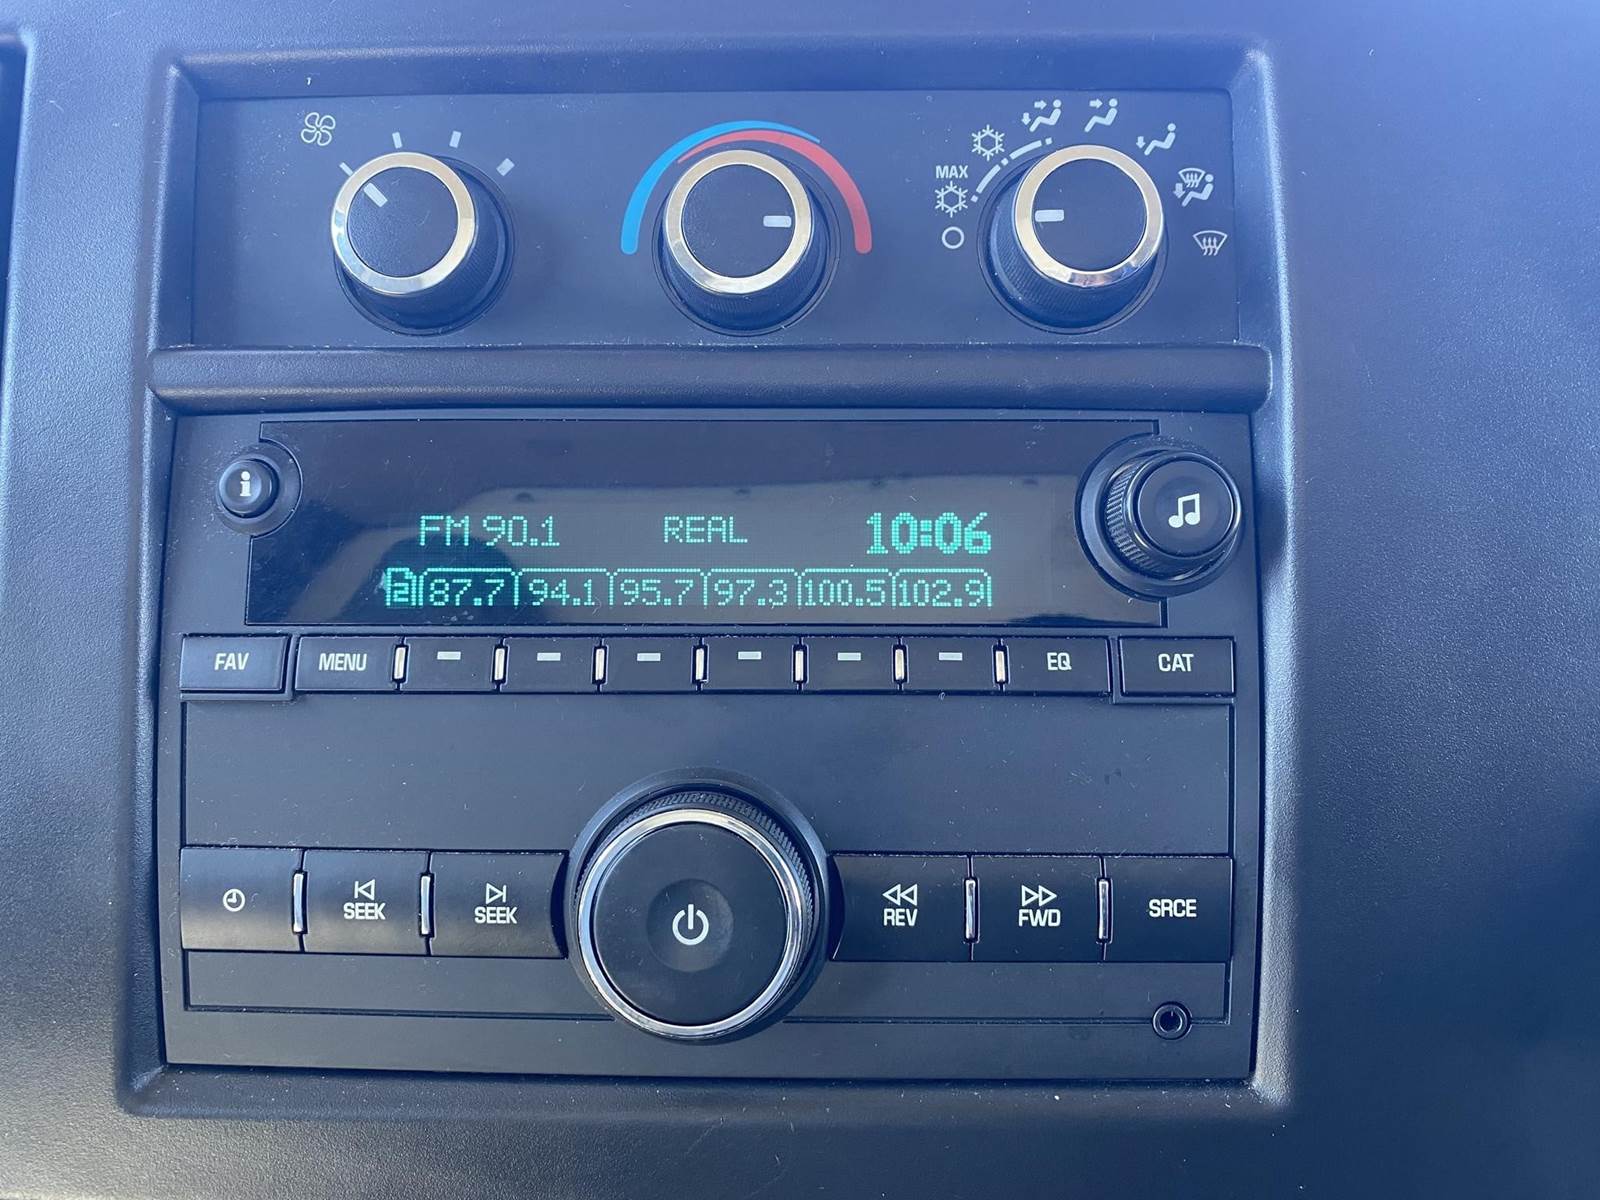 MAX
i
FM 90.1 REAL 10:06
2 87.7 94.1 95.7 97.3 100.5 102.9
FAV MENU EQ CAT
SEEK SEEK REV FWD SRCE